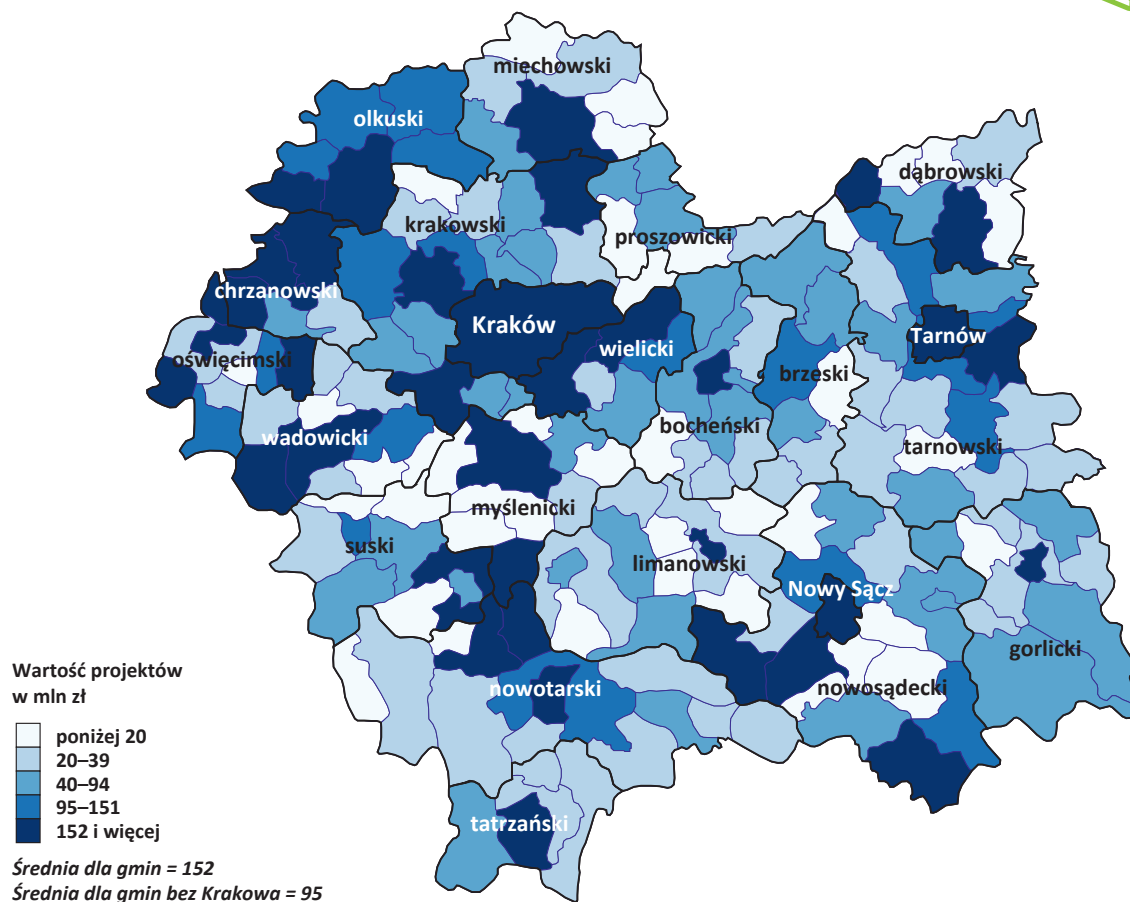 miechowski
olkuski
dąbrowski
krakowski
proszowicki
chrzanowski
Kraków
wielicki
Tarnów
oświęcimski
brzeski
wadowicki
bocheński
tarnowski
myślenicki
suski
limanowski
Nowy Sącz
gorlicki
nowotarski
nowosądecki
tatrzański
Wartość projektów
w mln zł
poniżej 20
20–39
40–94
95–151
152 i więcej
Średnia dla gmin = 152
Średnia dla gmin bez Krakowa = 95